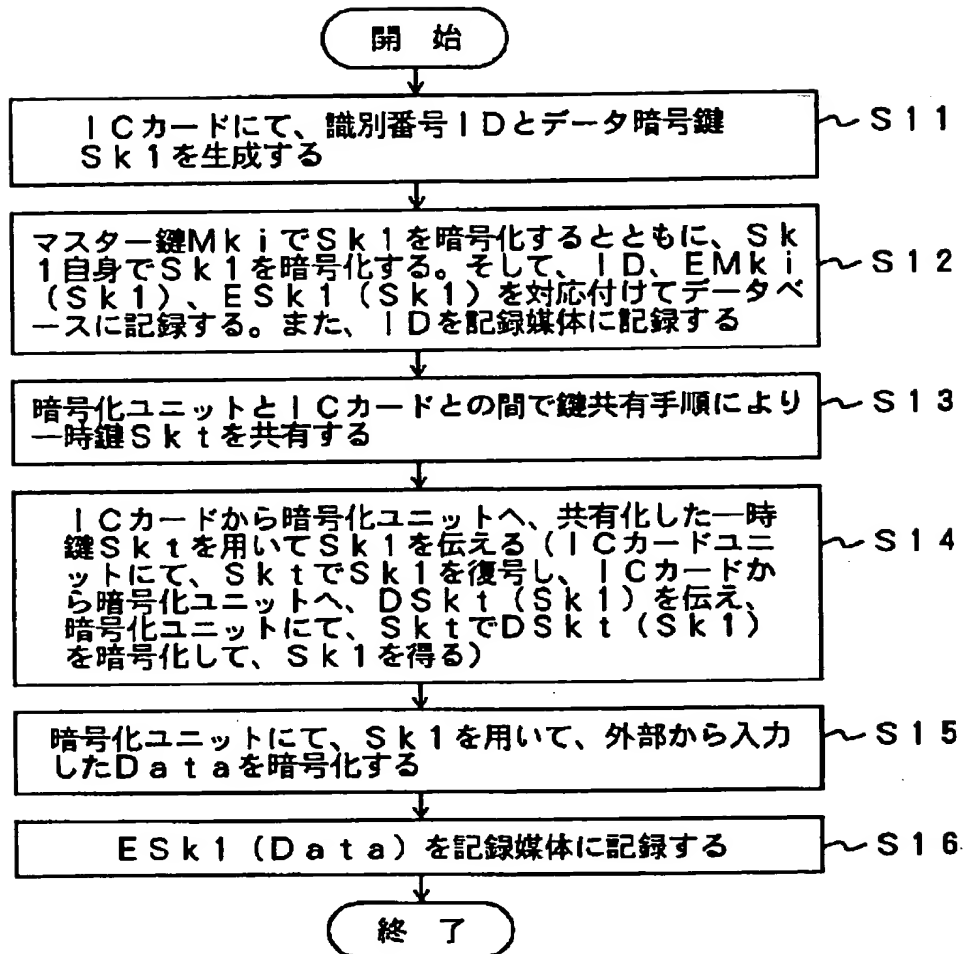 開 始
ICカードにて、識別番号IDとデータ暗号鍵
Sk1を生成する
~S11
マスター鍵MkiでSk1を暗号化するとともに、Sk
1自身でSk1を暗号化する。そして、ID、EMki
(Sk1)、ESk1(Sk1)を対応付けてデータベ
ースに記録する。また、IDを記録媒体に記録する
~S12
暗号化ユニットとICカードとの間で鍵共有手順により
一時鍵Sktを共有する
~S13
ICカードから暗号化ユニットへ、共有化した一時
鍵Sktを用いてSk1を伝える(ICカードユニ
ットにて、SktでSk1を復号し、ICカードか
ら暗号化ユニットへ、DSkt(Sk1)を伝え、
暗号化ユニットにて、SktでDSkt(Sk1)
を暗号化して、Sk1を得る)
~S14
暗号化ユニットにて、Sk1を用いて、外部から入力
したDataを暗号化する
~S15
ESk1(Data)を記録媒体に記録する
~S16
終 了